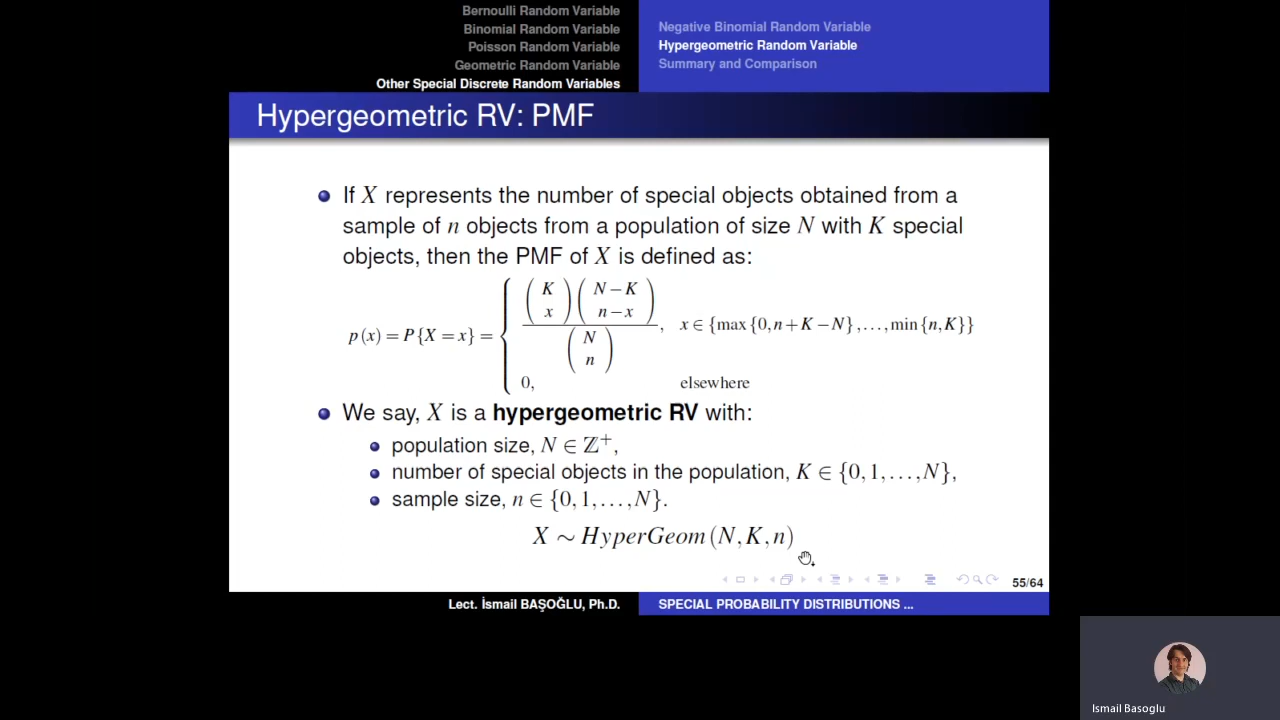 Bernoulli Random Variable
Binomial Random Variable
Poisson Random Variable
Geometric Random Variable
Other Special Discrete Random Variables
Negative Binomial Random Variable
Hypergeometric Random Variable
Summary and Comparison
Hypergeometric RV: PMF
If X represents the number of special objects obtained from a
sample of n objects from a population of size N with K special
objects, then the PMF of X is defined as:
p(x) = P{X = x} = { (K x)(N−K n−x) / (N n), x ∈ {max{0,n+K−N},...,min{n,K}}
0, elsewhere
We say, X is a hypergeometric RV with:
population size, N ∈ ℤ⁺,
number of special objects in the population, K ∈ {0,1,...,N},
sample size, n ∈ {0,1,...,N}.
X ∼ HyperGeom(N,K,n)
55/64
Lect. İsmail BAŞOĞLU, Ph.D.
SPECIAL PROBABILITY DISTRIBUTIONS ...
Ismail Basoglu